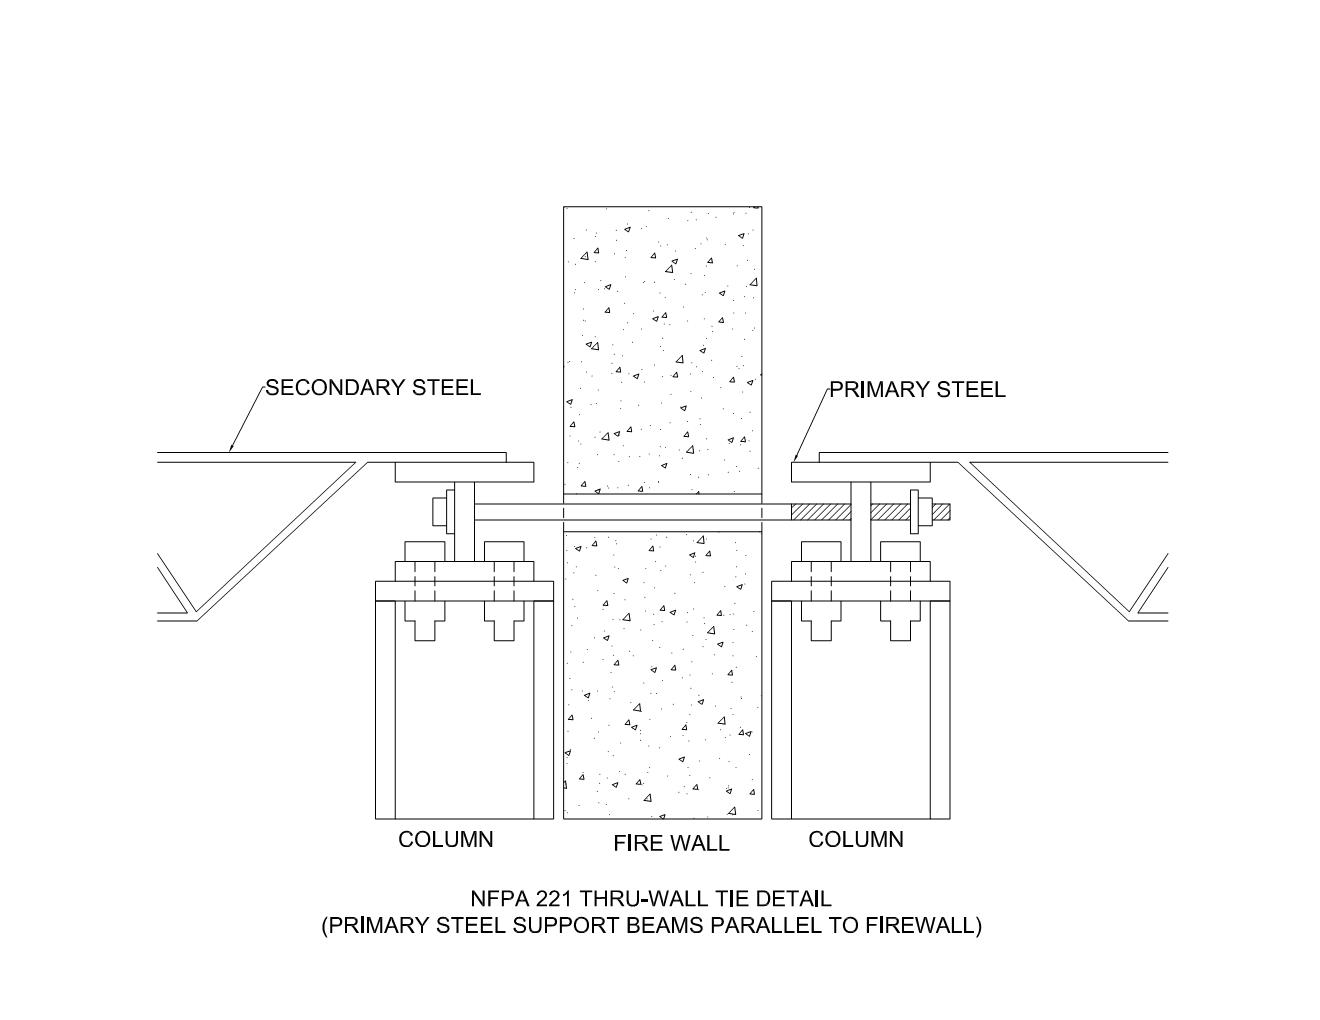 SECONDARY STEEL
PRIMARY STEEL
COLUMN
FIRE WALL
COLUMN
NFPA 221 THRU-WALL TIE DETAIL
(PRIMARY STEEL SUPPORT BEAMS PARALLEL TO FIREWALL)